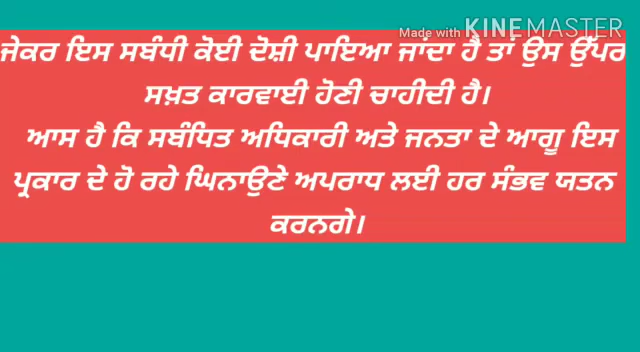 Made with KINEMASTER
ਜੇਕਰ ਇਸ ਸਬੰਧੀ ਕੋਈ ਦੋਸ਼ੀ ਪਾਇਆ ਜਾਂਦਾ ਹੈ ਤਾਂ ਉਸ ਉੱਪਰ
ਸਖ਼ਤ ਕਾਰਵਾਈ ਹੋਣੀ ਚਾਹੀਦੀ ਹੈ।
ਆਸ ਹੈ ਕਿ ਸਬੰਧਿਤ ਅਧਿਕਾਰੀ ਅਤੇ ਜਨਤਾ ਦੇ ਆਗੂ ਇਸ
ਪ੍ਰਕਾਰ ਦੇ ਹੋ ਰਹੇ ਘਿਨਾਉਣੇ ਅਪਰਾਧ ਲਈ ਹਰ ਸੰਭਵ ਯਤਨ
ਕਰਨਗੇ।